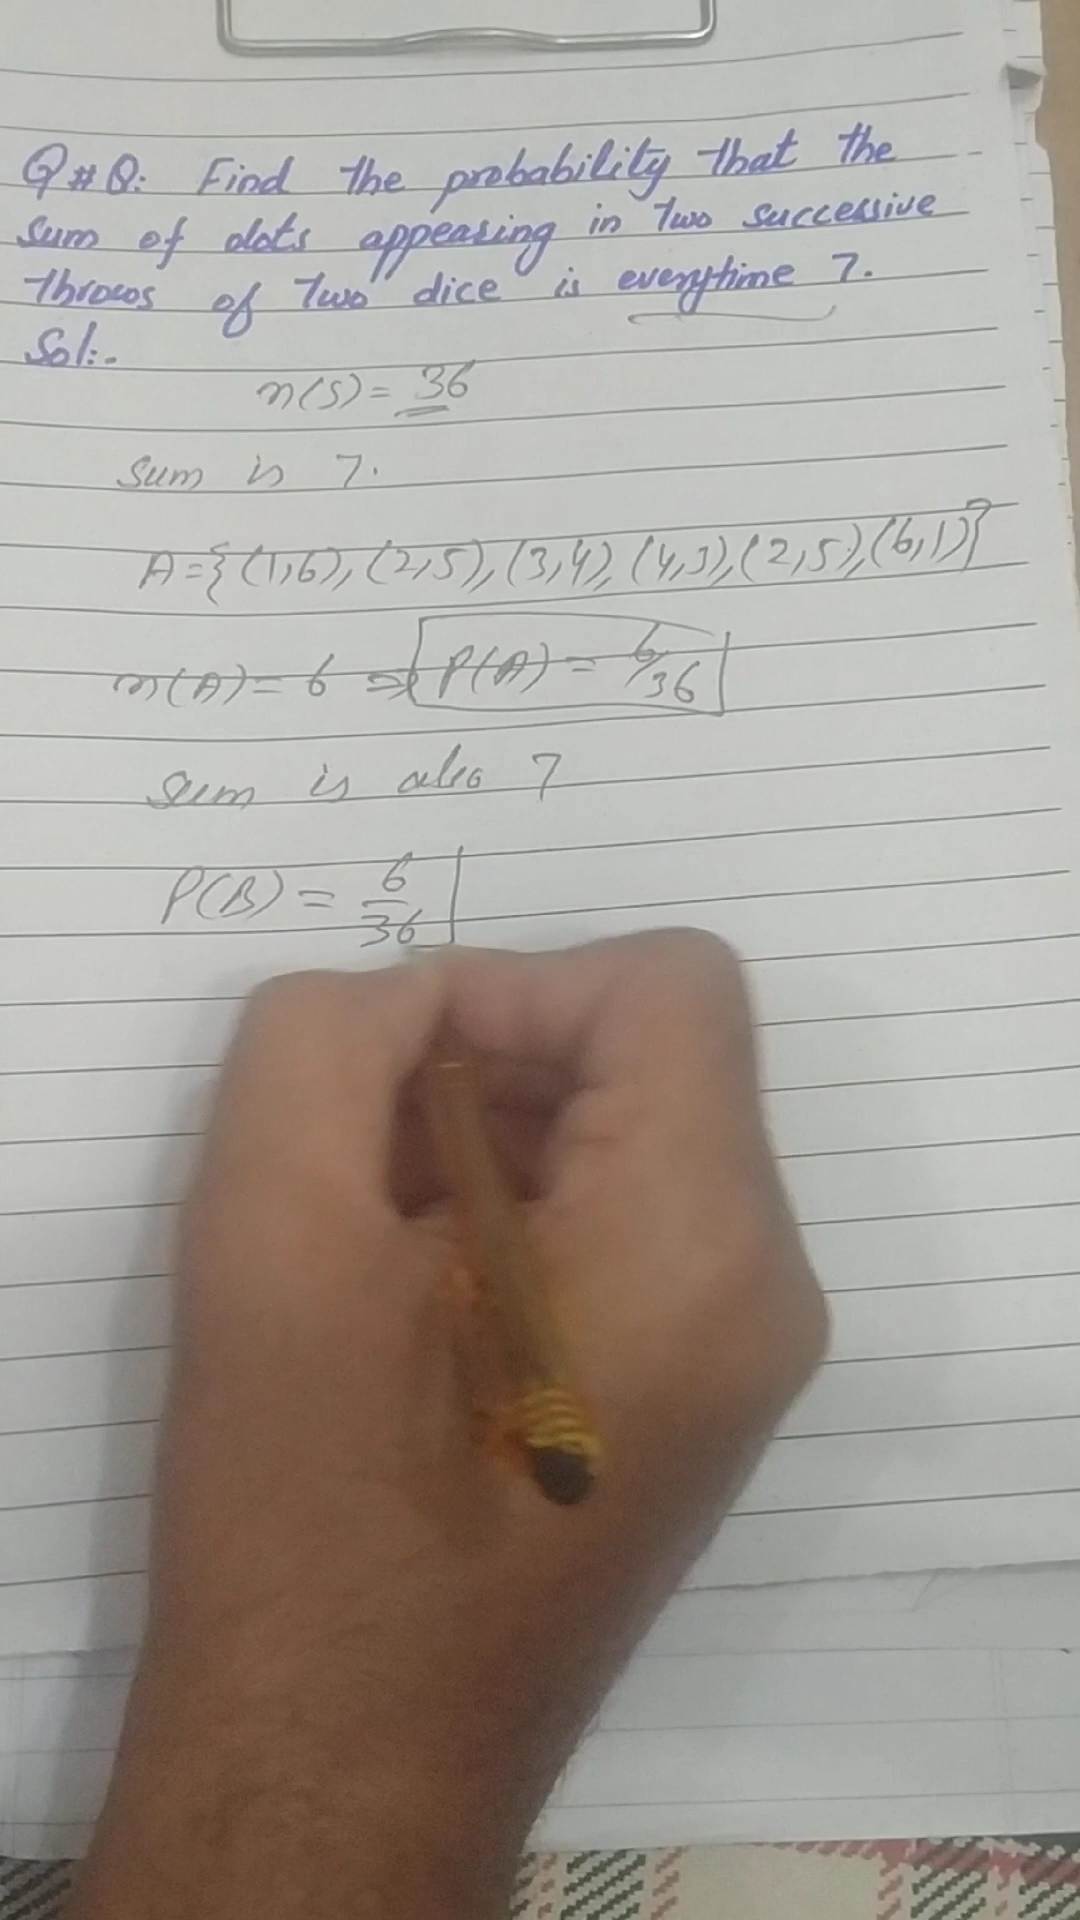 Q#8: Find the probability that the
sum of dots appearing in two successive
throws of two dice is everytime 7.
Sol:-
n(S) = 36
Sum is 7.
A = {(1,6), (2,5), (3,4), (4,3), (2,5), (6,1)}
n(A) = 6 ⇒ P(A) = 6/36
Sum is also 7
P(B) = 6/36